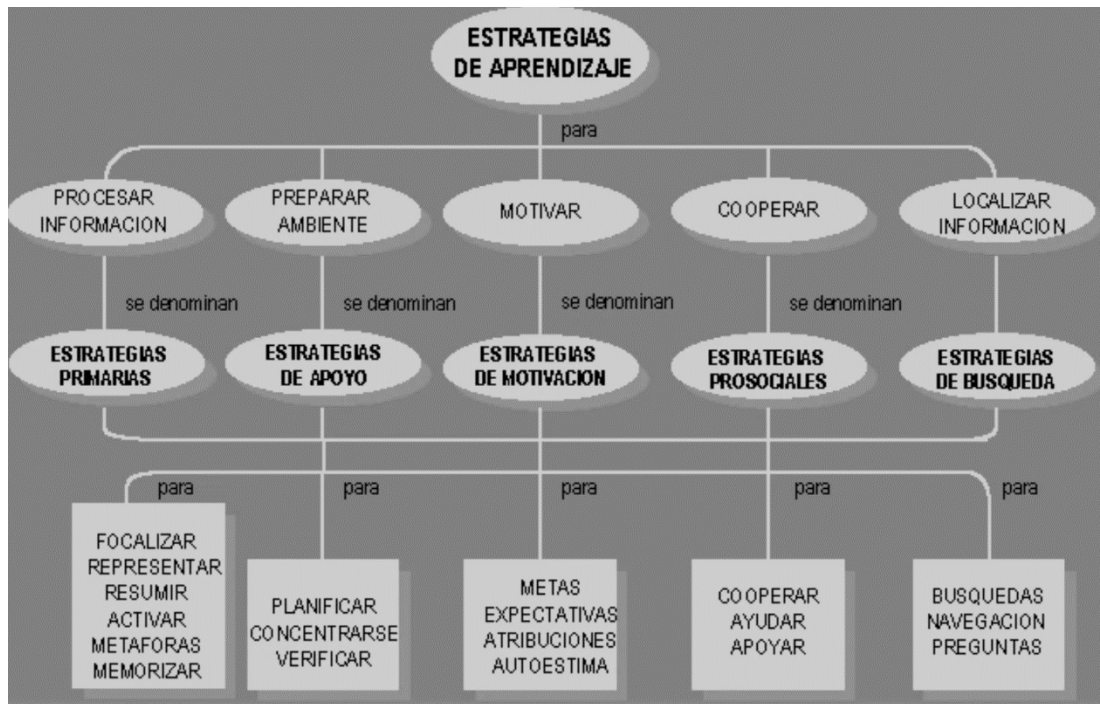 ESTRATEGIAS
DE APRENDIZAJE
para
PROCESAR
INFORMACION
PREPARAR
AMBIENTE
MOTIVAR
COOPERAR
LOCALIZAR
INFORMACION
se denominan
se denominan
se denominan
se denominan
ESTRATEGIAS
PRIMARIAS
ESTRATEGIAS
DE APOYO
ESTRATEGIAS
DE MOTIVACION
ESTRATEGIAS
PROSOCIALES
ESTRATEGIAS
DE BUSQUEDA
para
para
para
para
para
FOCALIZAR
REPRESENTAR
RESUMIR
ACTIVAR
METAFORAS
MEMORIZAR
PLANIFICAR
CONCENTRARSE
VERIFICAR
METAS
EXPECTATIVAS
ATRIBUCIONES
AUTOESTIMA
COOPERAR
AYUDAR
APOYAR
BUSQUEDAS
NAVEGACION
PREGUNTAS